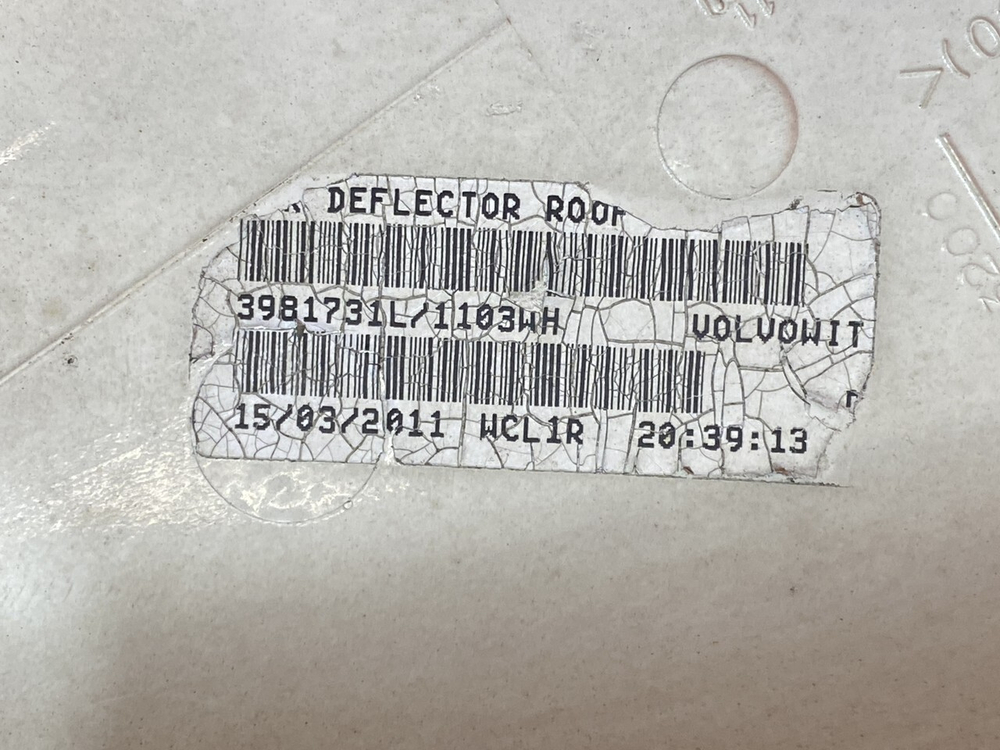 DEFLECTOR ROOF
3981731L/1103WH VOLVOWIT
15/03/2011 WCL1R 20:39:13